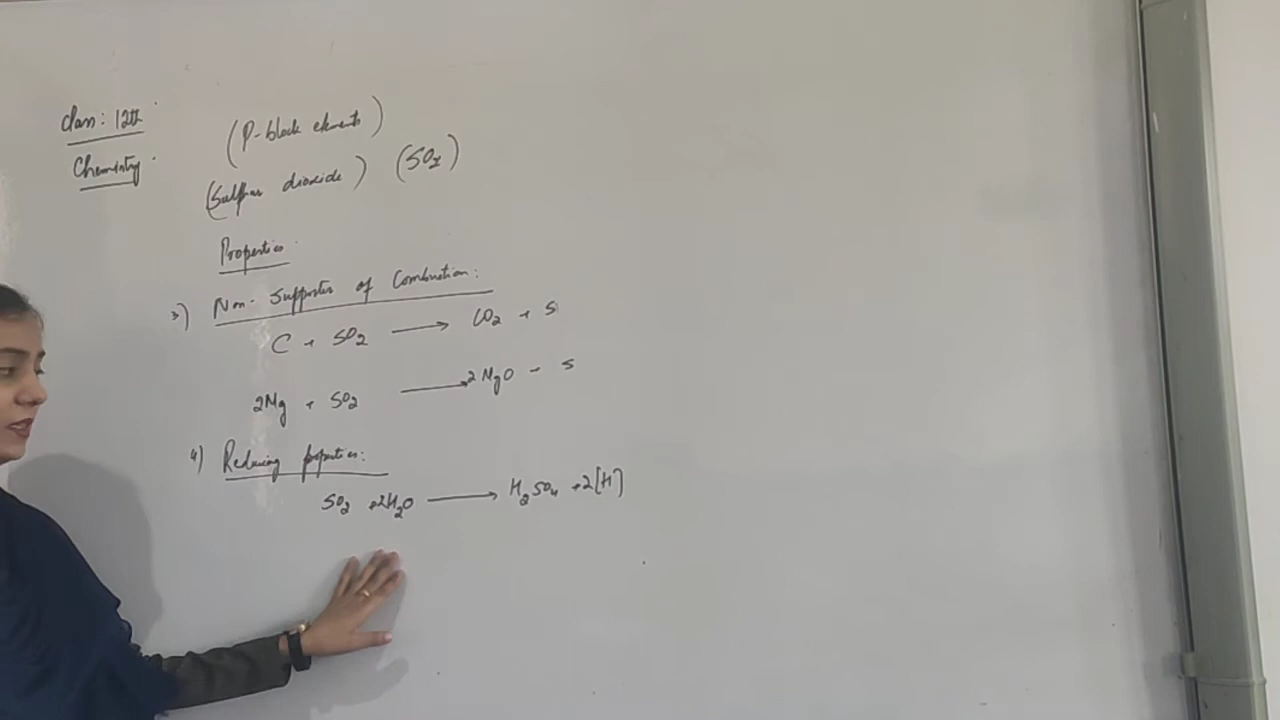 Class: 12th
(P-block elements)
Chemistry
(Sulphur dioxide) (SO2)
Properties
3) Non-Supporter of Combustion:
C + SO2 ⟶ CO2 + S
2Mg + SO2 ⟶ 2MgO - S
4) Reducing properties:
SO2 + 2H2O ⟶ H2SO4 + 2[H]